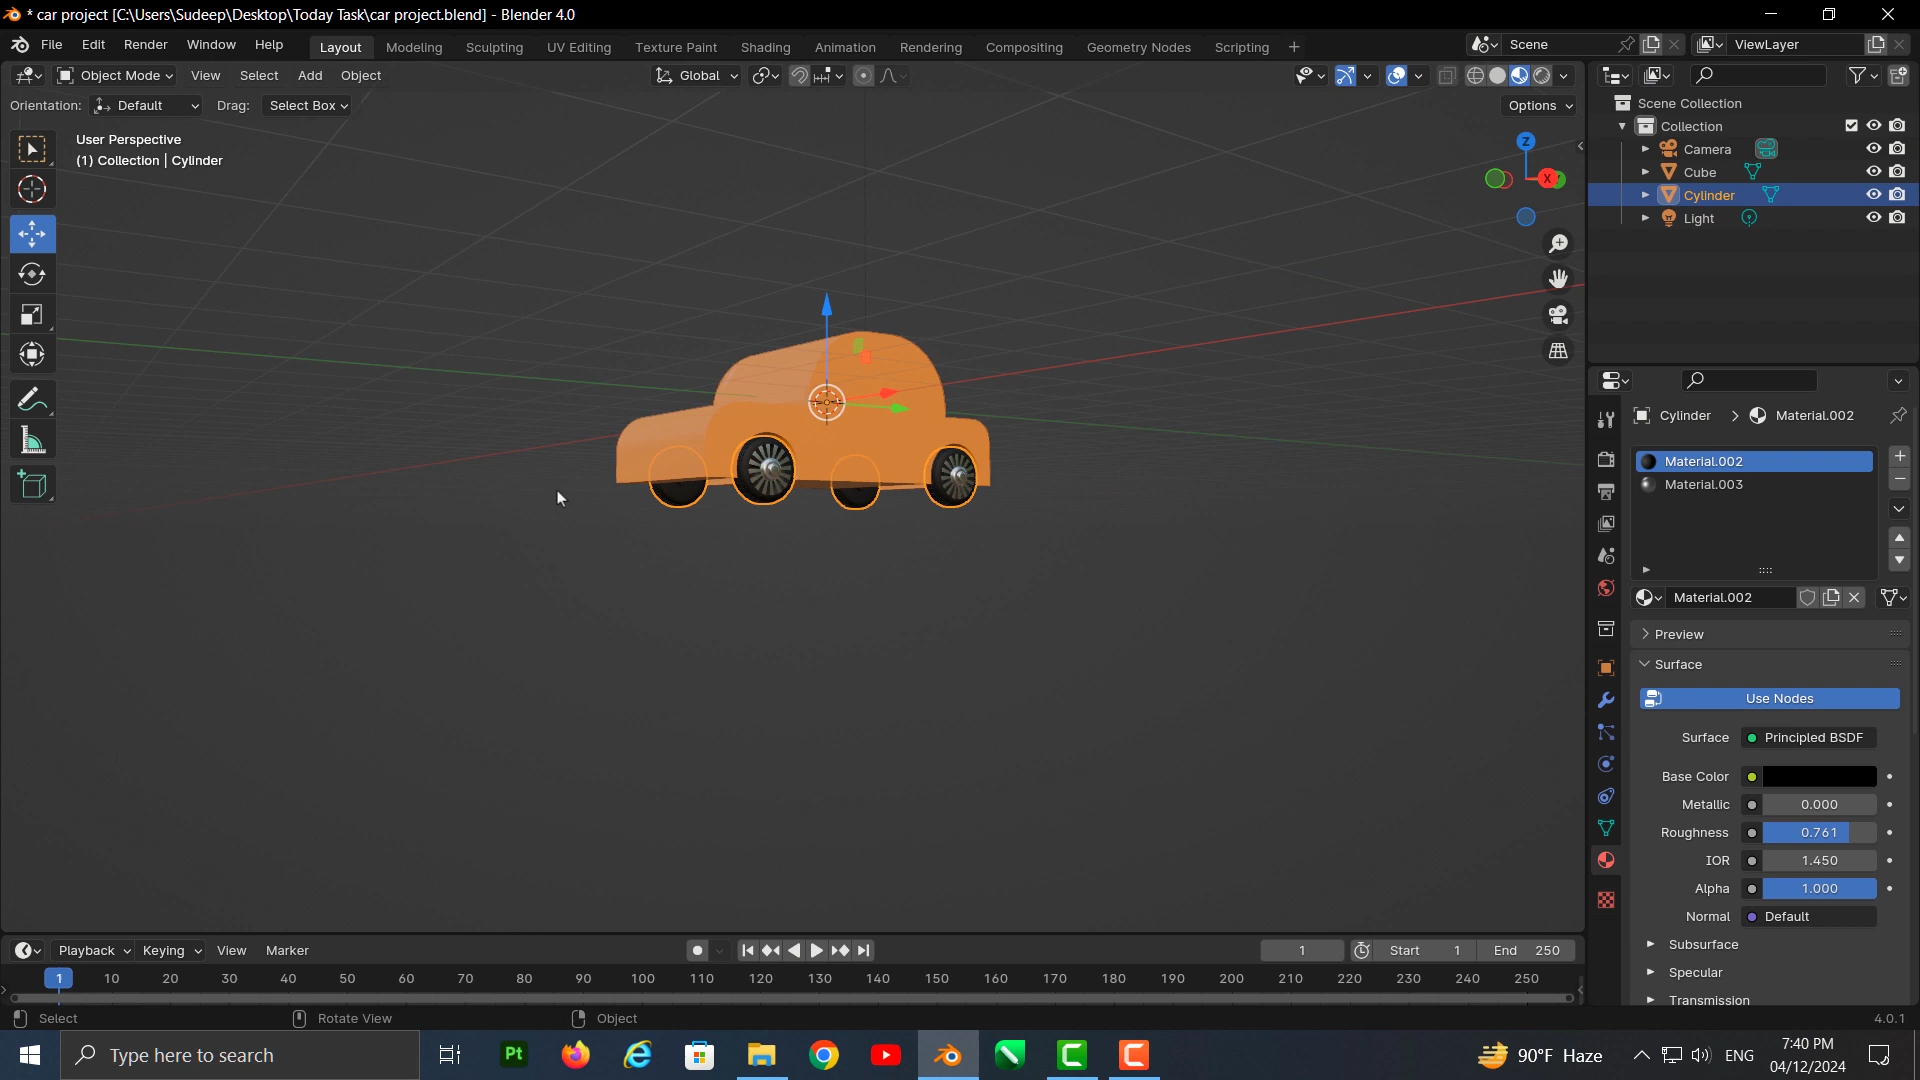 * car project [C:\Users\Sudeep\Desktop\Today Task\car project.blend] - Blender 4.0
File Edit Render Window Help Layout Modeling Sculpting UV Editing Texture Paint Shading Animation Rendering Compositing Geometry Nodes Scripting + Scene ViewLayer
Object Mode View Select Add Object Global
Orientation: Default Drag: Select Box Options
User Perspective
(1) Collection | Cylinder
Z
X
Scene Collection
Collection
Camera
Cube
Cylinder
Light
Cylinder > Material.002
Material.002
Material.003
Material.002
Preview
Surface
Use Nodes
Surface Principled BSDF
Base Color
Metallic 0.000
Roughness 0.761
IOR 1.450
Alpha 1.000
Normal Default
Subsurface
Specular
Transmission
Playback Keying View Marker 1 Start 1 End 250
1 10 20 30 40 50 60 70 80 90 100 110 120 130 140 150 160 170 180 190 200 210 220 230 240 250
Select Rotate View Object 4.0.1
Type here to search Pt 90°F Haze ENG 7:40 PM
04/12/2024